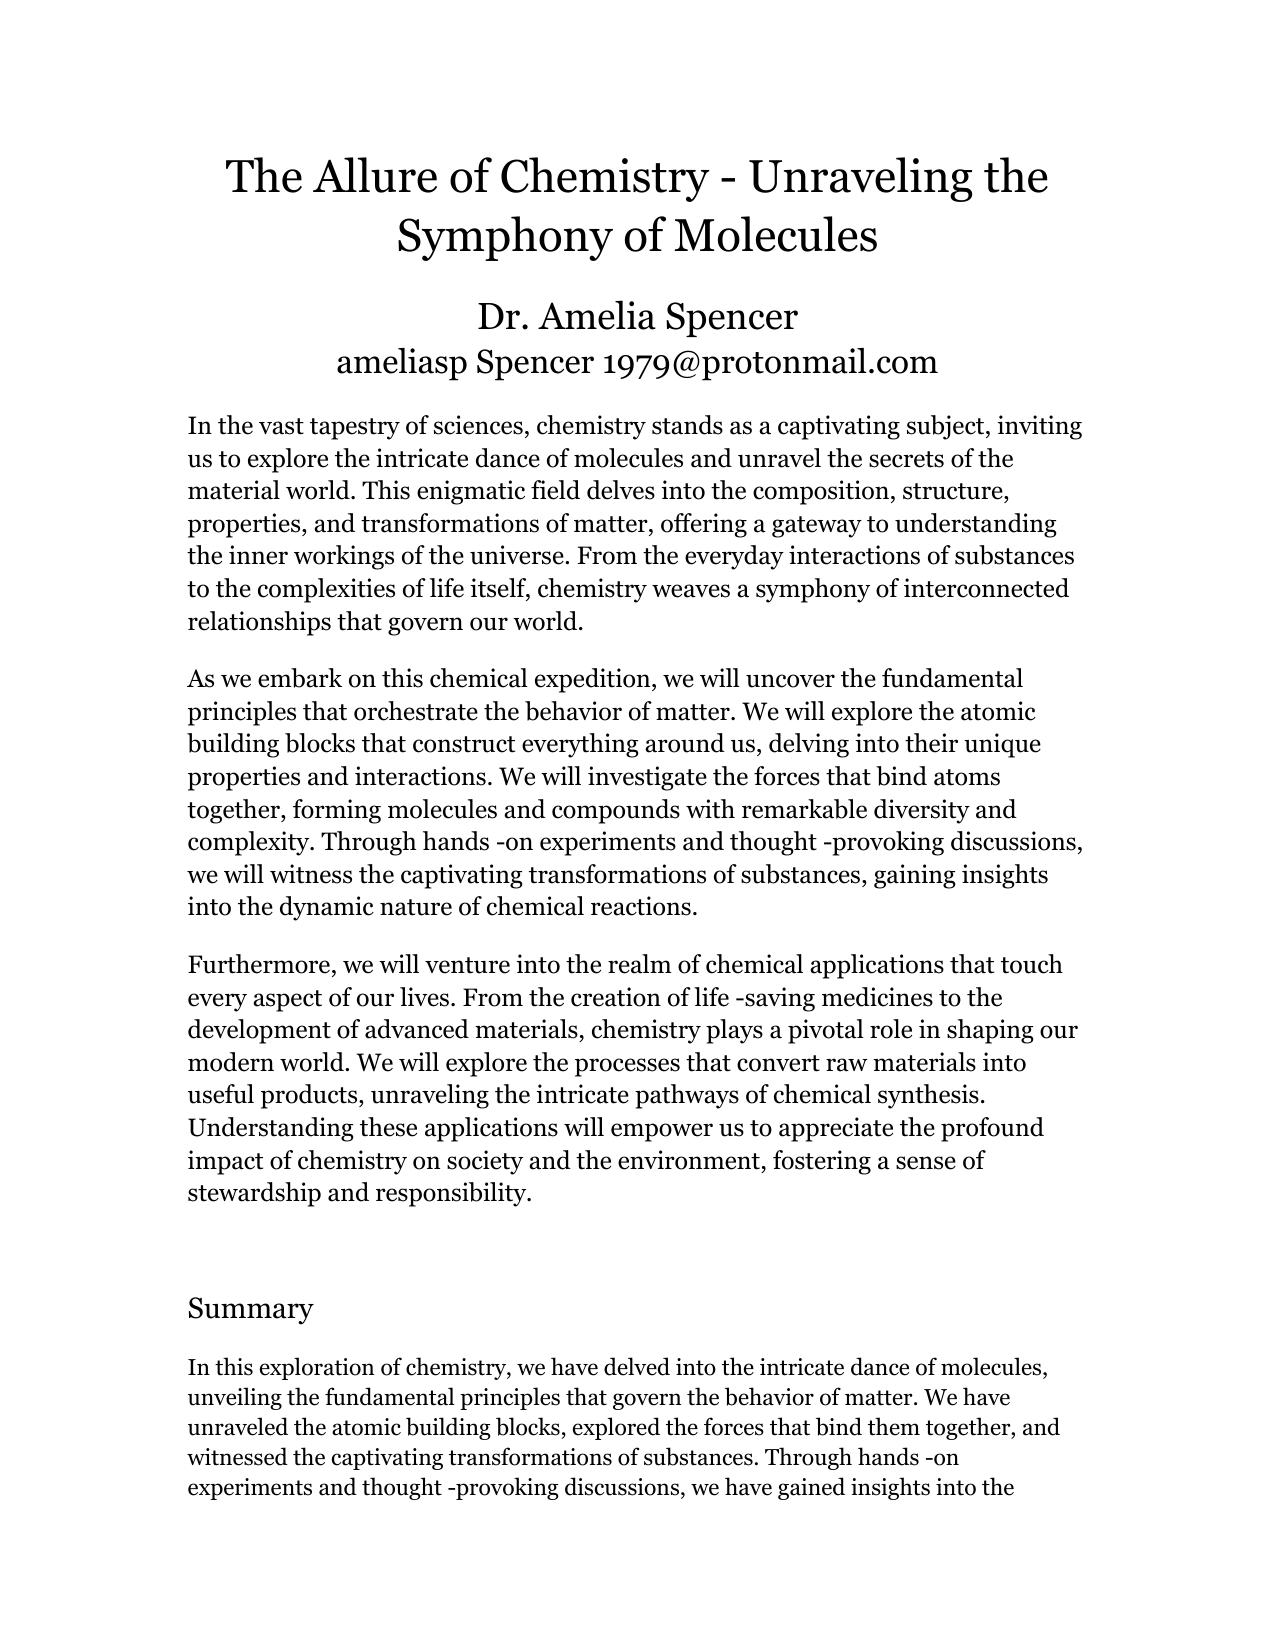 The Allure of Chemistry - Unraveling the
Symphony of Molecules
Dr. Amelia Spencer
ameliasp Spencer 1979@protonmail.com
In the vast tapestry of sciences, chemistry stands as a captivating subject, inviting
us to explore the intricate dance of molecules and unravel the secrets of the
material world. This enigmatic field delves into the composition, structure,
properties, and transformations of matter, offering a gateway to understanding
the inner workings of the universe. From the everyday interactions of substances
to the complexities of life itself, chemistry weaves a symphony of interconnected
relationships that govern our world.
As we embark on this chemical expedition, we will uncover the fundamental
principles that orchestrate the behavior of matter. We will explore the atomic
building blocks that construct everything around us, delving into their unique
properties and interactions. We will investigate the forces that bind atoms
together, forming molecules and compounds with remarkable diversity and
complexity. Through hands -on experiments and thought -provoking discussions,
we will witness the captivating transformations of substances, gaining insights
into the dynamic nature of chemical reactions.
Furthermore, we will venture into the realm of chemical applications that touch
every aspect of our lives. From the creation of life -saving medicines to the
development of advanced materials, chemistry plays a pivotal role in shaping our
modern world. We will explore the processes that convert raw materials into
useful products, unraveling the intricate pathways of chemical synthesis.
Understanding these applications will empower us to appreciate the profound
impact of chemistry on society and the environment, fostering a sense of
stewardship and responsibility.
Summary
In this exploration of chemistry, we have delved into the intricate dance of molecules,
unveiling the fundamental principles that govern the behavior of matter. We have
unraveled the atomic building blocks, explored the forces that bind them together, and
witnessed the captivating transformations of substances. Through hands -on
experiments and thought -provoking discussions, we have gained insights into the